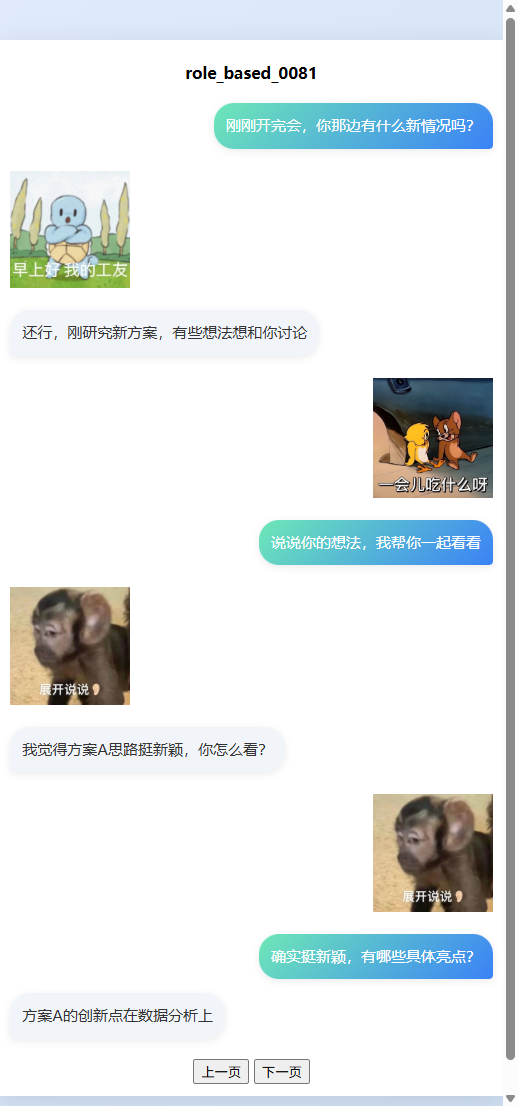 role_based_0081
刚刚开完会，你那边有什么新情况吗？
早上好 我的工友
还行，刚研究新方案，有些想法想和你讨论
一会儿吃什么呀
说说你的想法，我帮你一起看看
展开说说👂
我觉得方案A思路挺新颖，你怎么看？
展开说说👂
确实挺新颖，有哪些具体亮点？
方案A的创新点在数据分析上
上一页 下一页